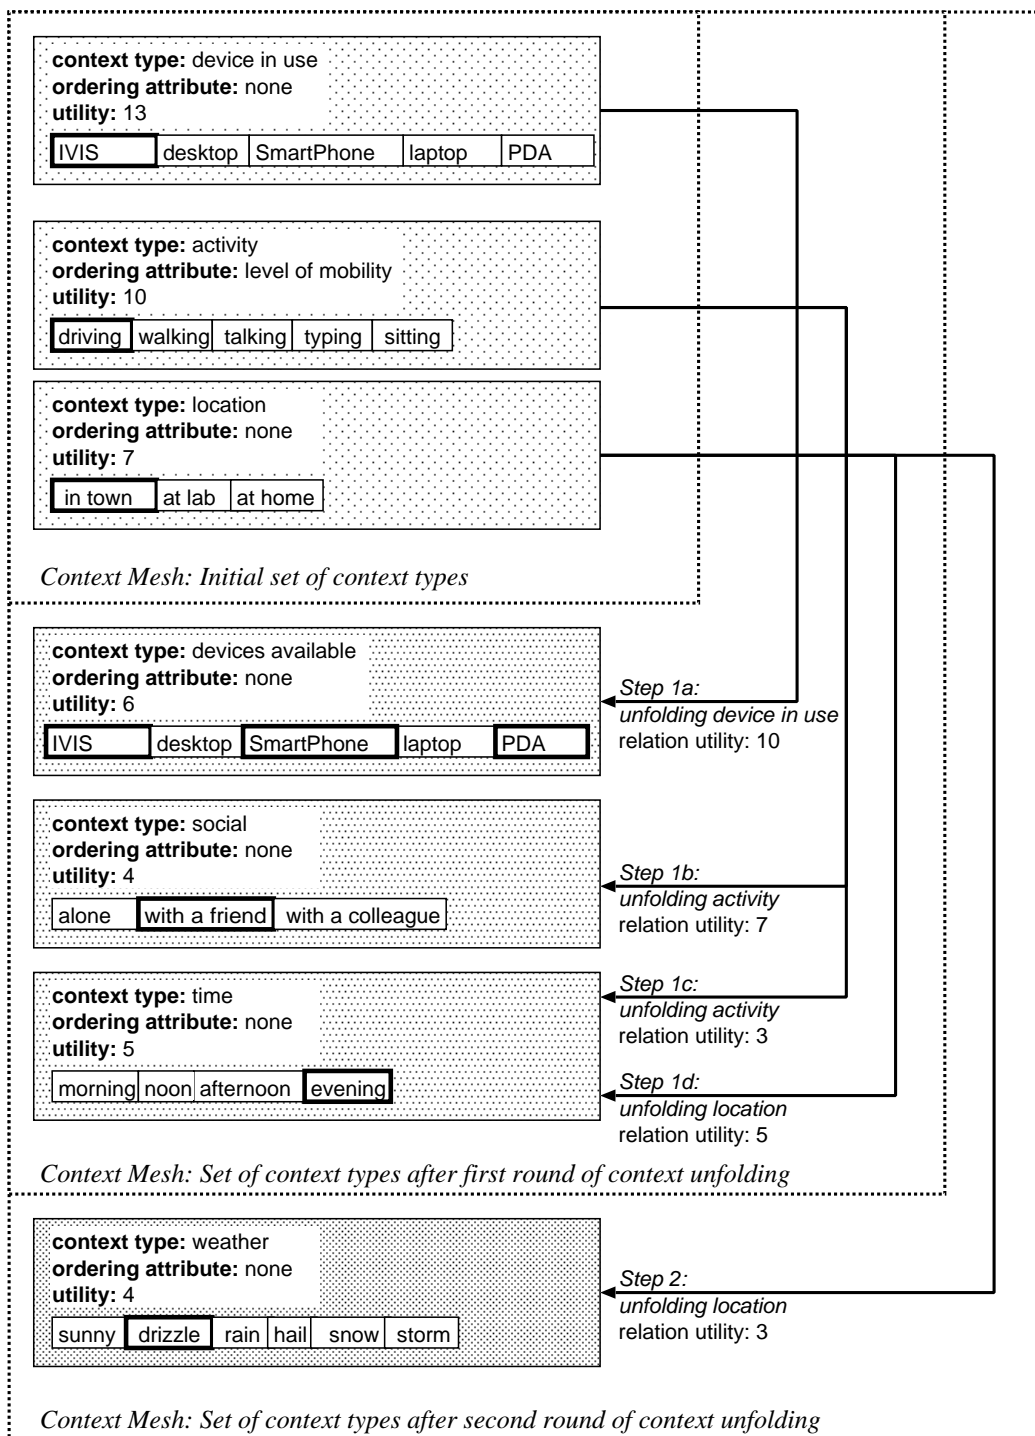 context type: device in use
ordering attribute: none
utility: 13
IVIS desktop SmartPhone laptop PDA
context type: activity
ordering attribute: level of mobility
utility: 10
driving walking talking typing sitting
context type: location
ordering attribute: none
utility: 7
in town at lab at home
Context Mesh: Initial set of context types
context type: devices available
ordering attribute: none
utility: 6
IVIS desktop SmartPhone laptop PDA
Step 1a:
unfolding device in use
relation utility: 10
context type: social
ordering attribute: none
utility: 4
alone with a friend with a colleague
Step 1b:
unfolding activity
relation utility: 7
context type: time
ordering attribute: none
utility: 5
morning noon afternoon evening
Step 1c:
unfolding activity
relation utility: 3
Step 1d:
unfolding location
relation utility: 5
Context Mesh: Set of context types after first round of context unfolding
context type: weather
ordering attribute: none
utility: 4
sunny drizzle rain hail snow storm
Step 2:
unfolding location
relation utility: 3
Context Mesh: Set of context types after second round of context unfolding